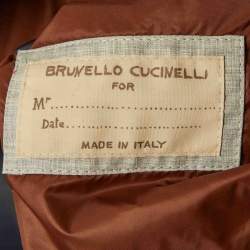 BRUNELLO CUCINELLI
FOR
Mr.....................................
Date................................
MADE IN ITALY